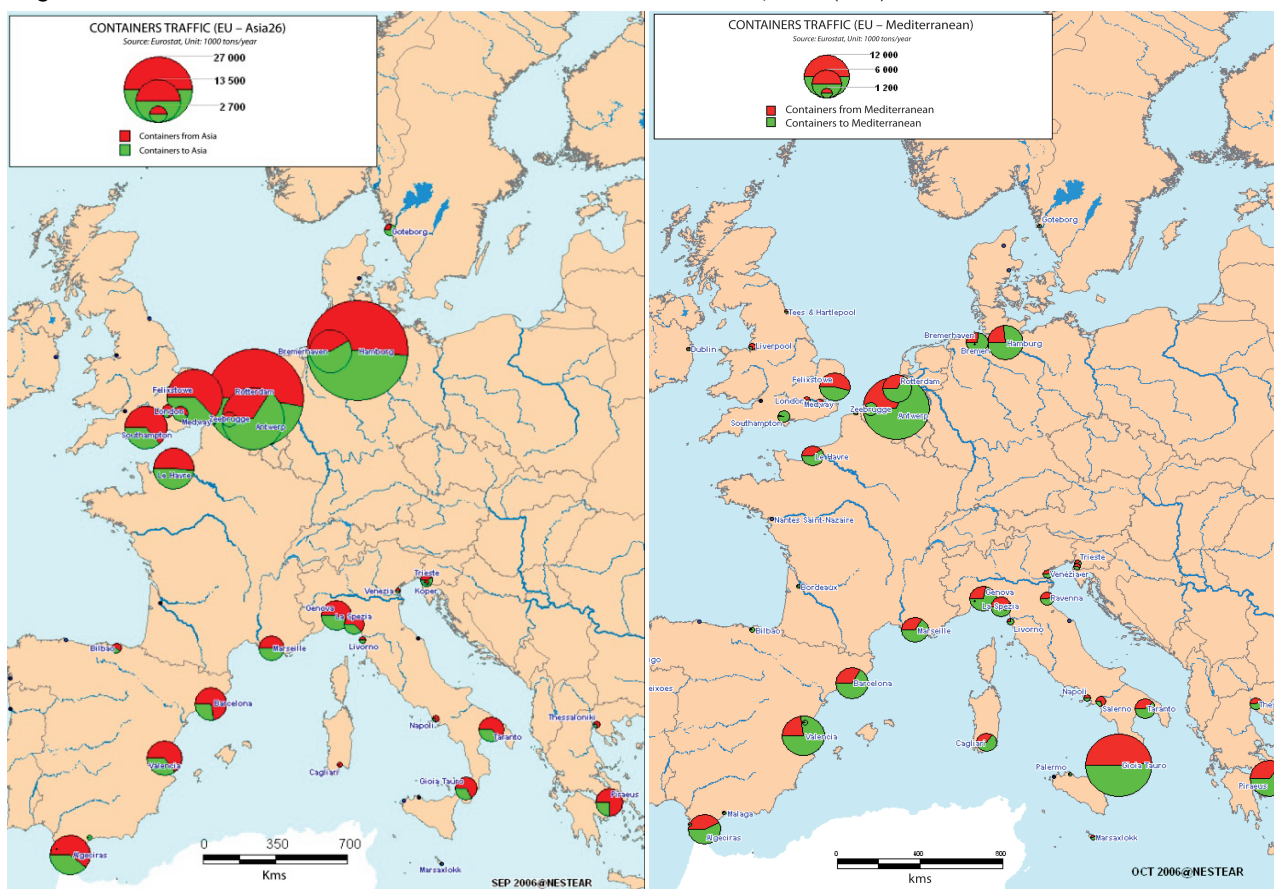 CONTAINERS TRAFFIC (EU – Asia26)
Source: Eurostat, Unit: 1000 tons/year
27 000
13 500
2 700
Containers from Asia
Containers to Asia
Goteborg
Bremerhaven
Hamborg
Felixstowe
Rotterdam
London
Medway
Zeebrugge
Antwerp
Southampton
Le Havre
Trieste
Venezia
Koper
Genova
La Spezia
Livorno
Marseille
Bilbao
Barcelona
Napoli
Taranto
Thessaloniki
Valencia
Cagliari
Gioia Tauro
Piraeus
Algeciras
Marsaxlokk
0 350 700
Kms
SEP 2006@NESTEAR
CONTAINERS TRAFFIC (EU – Mediterranean)
Source: Eurostat, Unit: 1000 tons/year
12 000
6 000
1 200
Containers from Mediterranean
Containers to Mediterranean
Goteborg
Tees & Hartlepool
Dublin
Liverpool
Bremerhaven
Bremen
Hamburg
Felixstowe
Rotterdam
London
Medway
Zeebrugge
Antwerp
Southampton
Le Havre
Nantes Saint-Nazaire
Bordeaux
Trieste
Venezia
er
Genova
La Spezia
Ravenna
Livorno
Marseille
Bilbao
igo
eixoes
Barcelona
Napoli
Salerno
Taranto
Valencia
Cagliari
Gioia Tauro
Palermo
Piraeus
Malaga
Algeciras
Marsaxlokk
0 400 800
kms
OCT 2006@NESTEAR